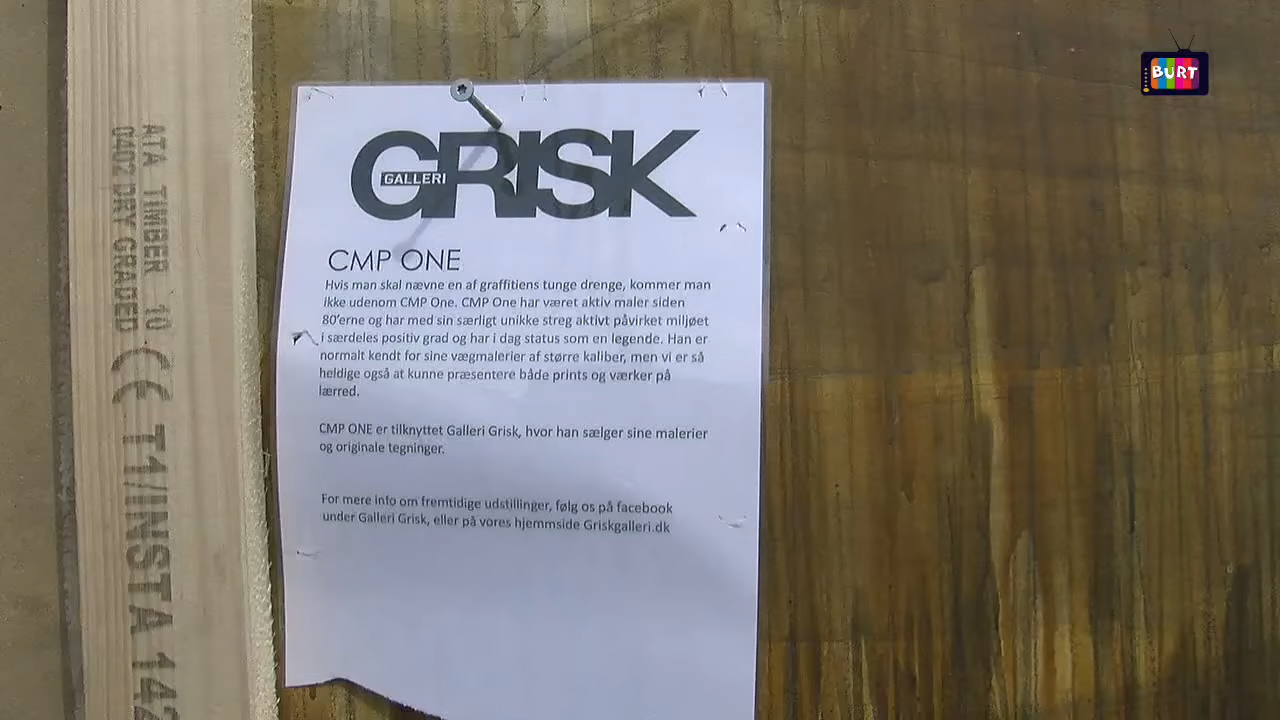 BURT
GALLERI
GRISK
CMP ONE
Hvis man skal nævne en af graffitiens tunge drenge, kommer man
ikke udenom CMP One. CMP One har været aktiv maler siden
80'erne og har med sin særligt unikke streg aktivt påvirket miljøet
i særdeles positiv grad og har i dag status som en legende. Han er
normalt kendt for sine vægmalerier af større kaliber, men vi er så
heldige også at kunne præsentere både prints og værker på
lærred.
CMP ONE er tilknyttet Galleri Grisk, hvor han sælger sine malerier
og originale tegninger.
For mere info om fremtidige udstillinger, følg os på facebook
under Galleri Grisk, eller på vores hjemmside Griskgalleri.dk
ATA TIMBER 10
0402 DRY GRADED
CE T1/INSTA 142